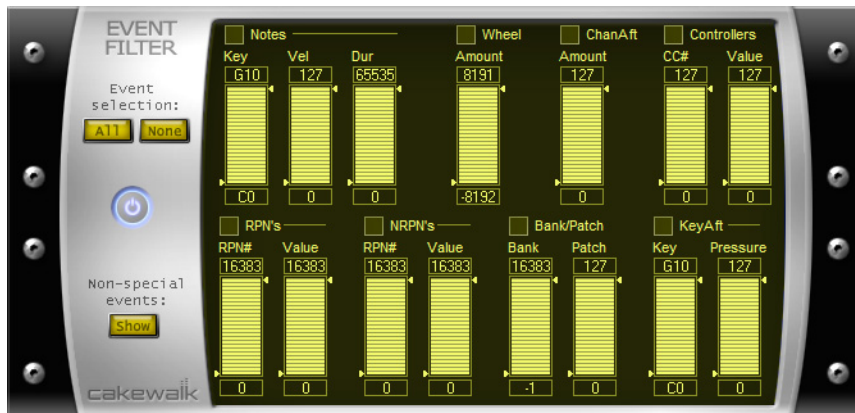 EVENT
FILTER
Event
selection:
All None
Non-special
events:
Show
cakewalk
Notes Wheel ChanAft Controllers
Key Vel Dur Amount Amount CC# Value
G10 127 65535 8191 127 127 127
C0 0 0 -8192 0 0 0
RPN's NRPN's Bank/Patch KeyAft
RPN# Value RPN# Value Bank Patch Key Pressure
16383 16383 16383 16383 16383 127 G10 127
0 0 0 0 -1 0 C0 0